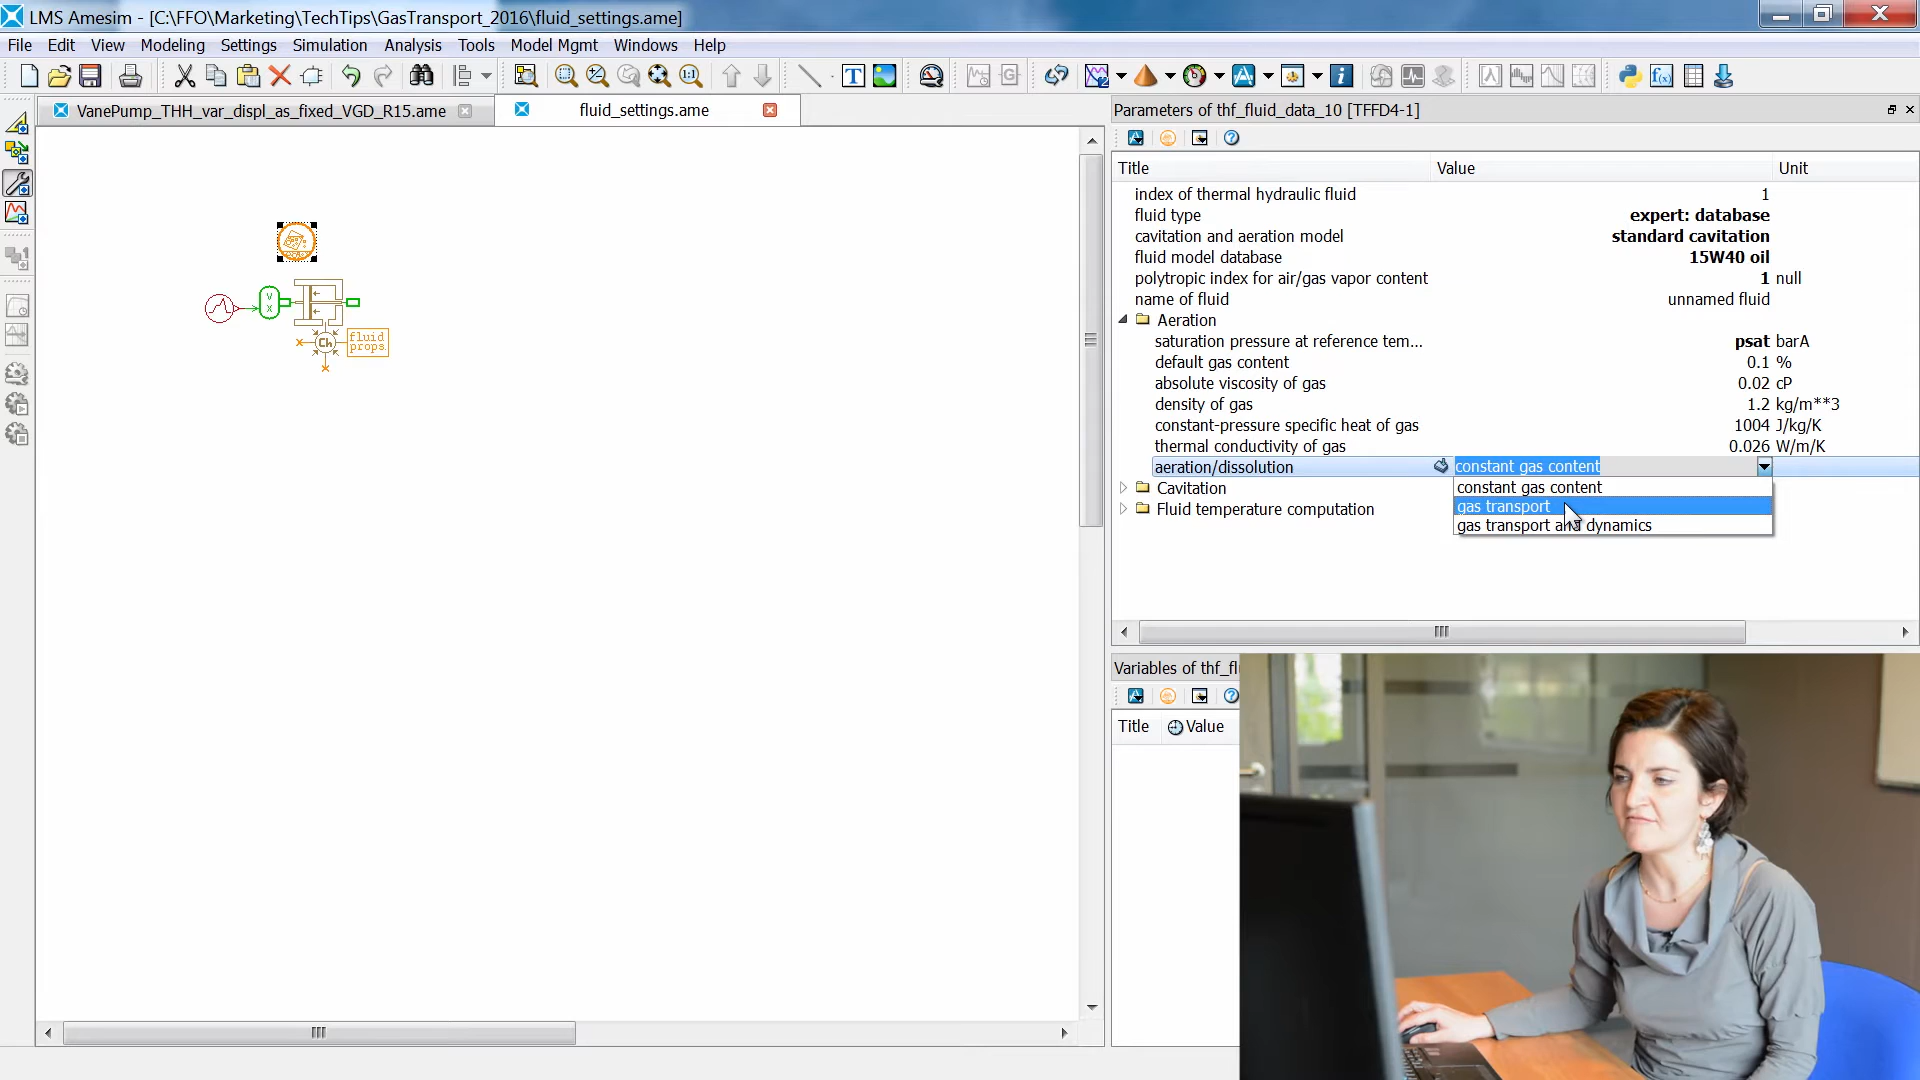 LMS Amesim - [C:\FFO\Marketing\TechTips\GasTransport_2016\fluid_settings.ame]
File Edit View Modeling Settings Simulation Analysis Tools Model Mgmt Windows Help
VanePump_THH_var_displ_as_fixed_VGD_R15.ame
fluid_settings.ame
fluid
props.
Ch
V
X
Parameters of thf_fluid_data_10 [TFFD4-1]
Title Value Unit
index of thermal hydraulic fluid 1
fluid type expert: database
cavitation and aeration model standard cavitation
fluid model database 15W40 oil
polytropic index for air/gas vapor content 1 null
name of fluid unnamed fluid
Aeration
saturation pressure at reference tem... psat barA
default gas content 0.1 %
absolute viscosity of gas 0.02 cP
density of gas 1.2 kg/m**3
constant-pressure specific heat of gas 1004 J/kg/K
thermal conductivity of gas 0.026 W/m/K
aeration/dissolution constant gas content
constant gas content
Cavitation
gas transport
Fluid temperature computation
gas transport and dynamics
Variables of thf_fl
Title Value